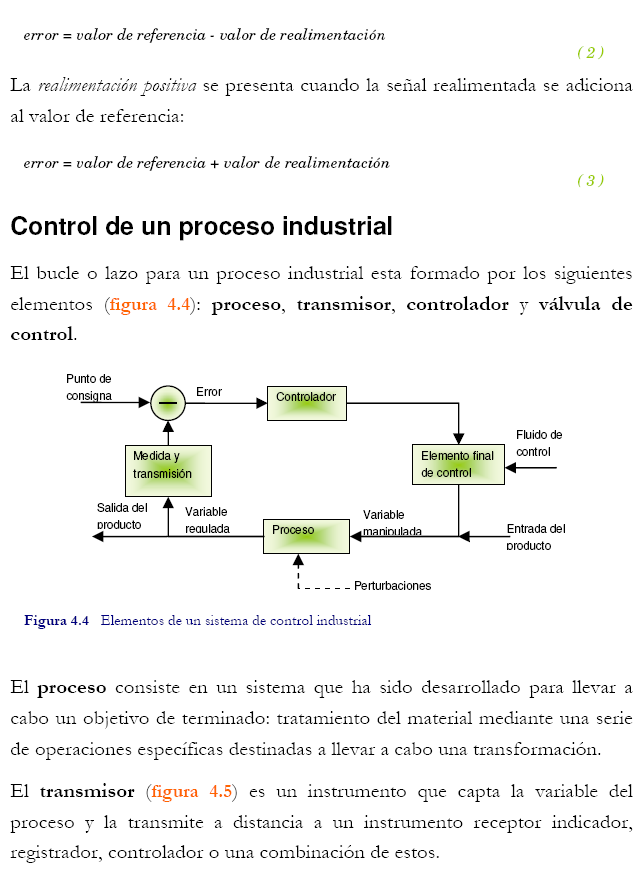 error = valor de referencia - valor de realimentación
( 2 )
La realimentación positiva se presenta cuando la señal realimentada se adiciona
al valor de referencia:
error = valor de referencia + valor de realimentación
( 3 )
Control de un proceso industrial
El bucle o lazo para un proceso industrial esta formado por los siguientes
elementos (figura 4.4): proceso, transmisor, controlador y válvula de
control.
Punto de
consigna
Error
Controlador
Fluido de
control
Elemento final
de control
Medida y
transmisión
Salida del
producto
Variable
regulada
Proceso
Variable
manipulada
Entrada del
producto
Perturbaciones
Figura 4.4 Elementos de un sistema de control industrial
El proceso consiste en un sistema que ha sido desarrollado para llevar a
cabo un objetivo de terminado: tratamiento del material mediante una serie
de operaciones específicas destinadas a llevar a cabo una transformación.
El transmisor (figura 4.5) es un instrumento que capta la variable del
proceso y la transmite a distancia a un instrumento receptor indicador,
registrador, controlador o una combinación de estos.